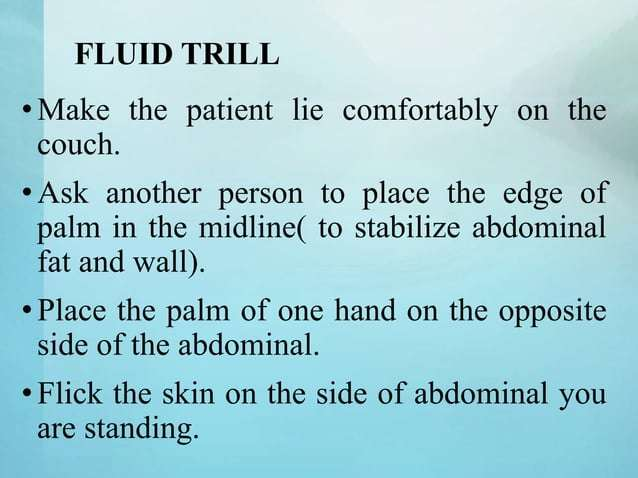 FLUID TRILL
• Make the patient lie comfortably on the
couch.
• Ask another person to place the edge of
palm in the midline( to stabilize abdominal
fat and wall).
• Place the palm of one hand on the opposite
side of the abdominal.
• Flick the skin on the side of abdominal you
are standing.